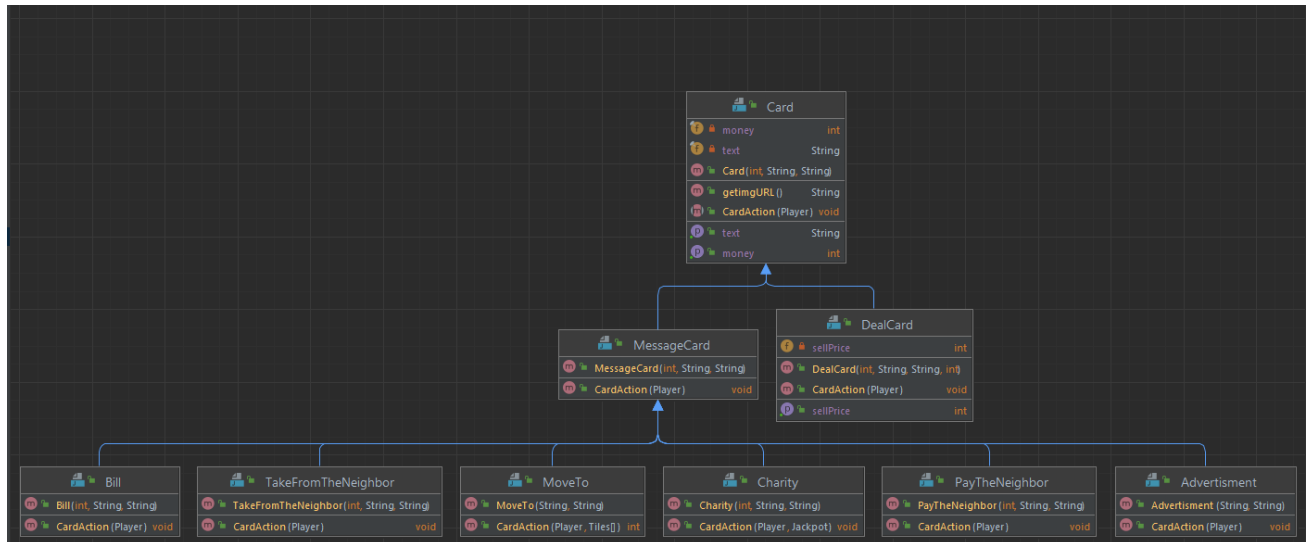 Card
money int
text String
Card(int, String, String)
getimgURL() String
CardAction(Player) void
text String
money int
MessageCard
MessageCard(int, String, String)
CardAction(Player) void
DealCard
sellPrice int
DealCard(int, String, String, int)
CardAction(Player) void
sellPrice int
Bill
Bill(int, String, String)
CardAction(Player) void
TakeFromTheNeighbor
TakeFromTheNeighbor(int, String, String)
CardAction(Player) void
MoveTo
MoveTo(String, String)
CardAction(Player, Tiles[]) int
Charity
Charity(int, String, String)
CardAction(Player, Jackpot) void
PayTheNeighbor
PayTheNeighbor(int, String, String)
CardAction(Player) void
Advertisment
Advertisment(String, String)
CardAction(Player) void